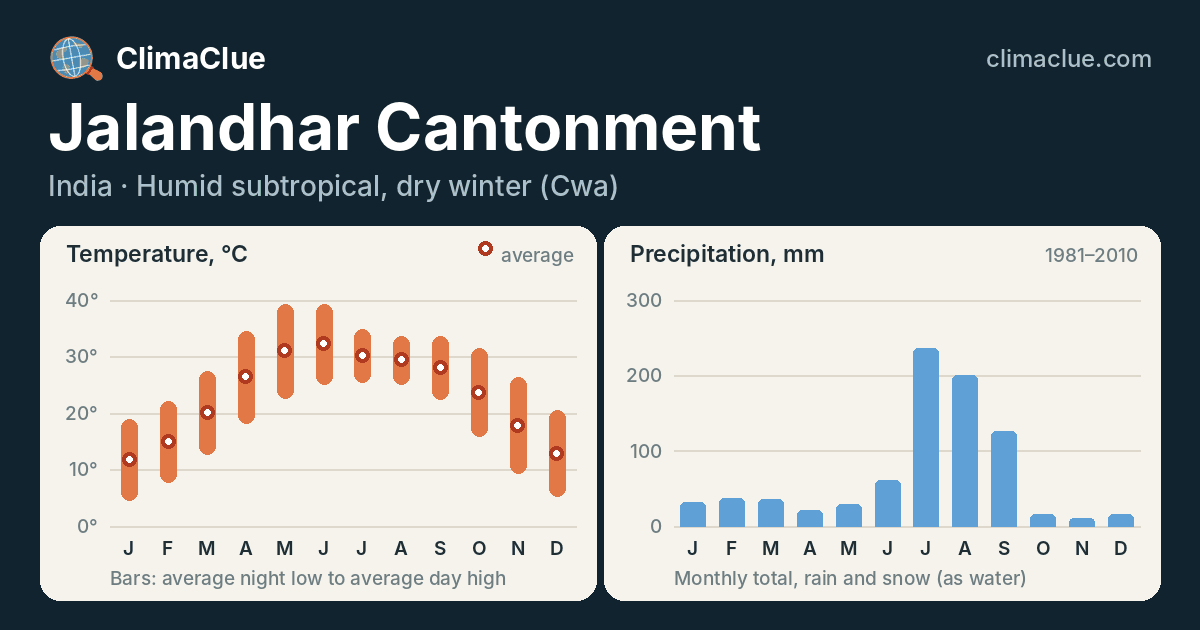 ClimaClue
climaclue.com
Jalandhar Cantonment
India · Humid subtropical, dry winter (Cwa)
Temperature, °C
average
40°
30°
20°
10°
0°
J F M A M J J A S O N D
Bars: average night low to average day high
Precipitation, mm
1981–2010
300
200
100
0
J F M A M J J A S O N D
Monthly total, rain and snow (as water)